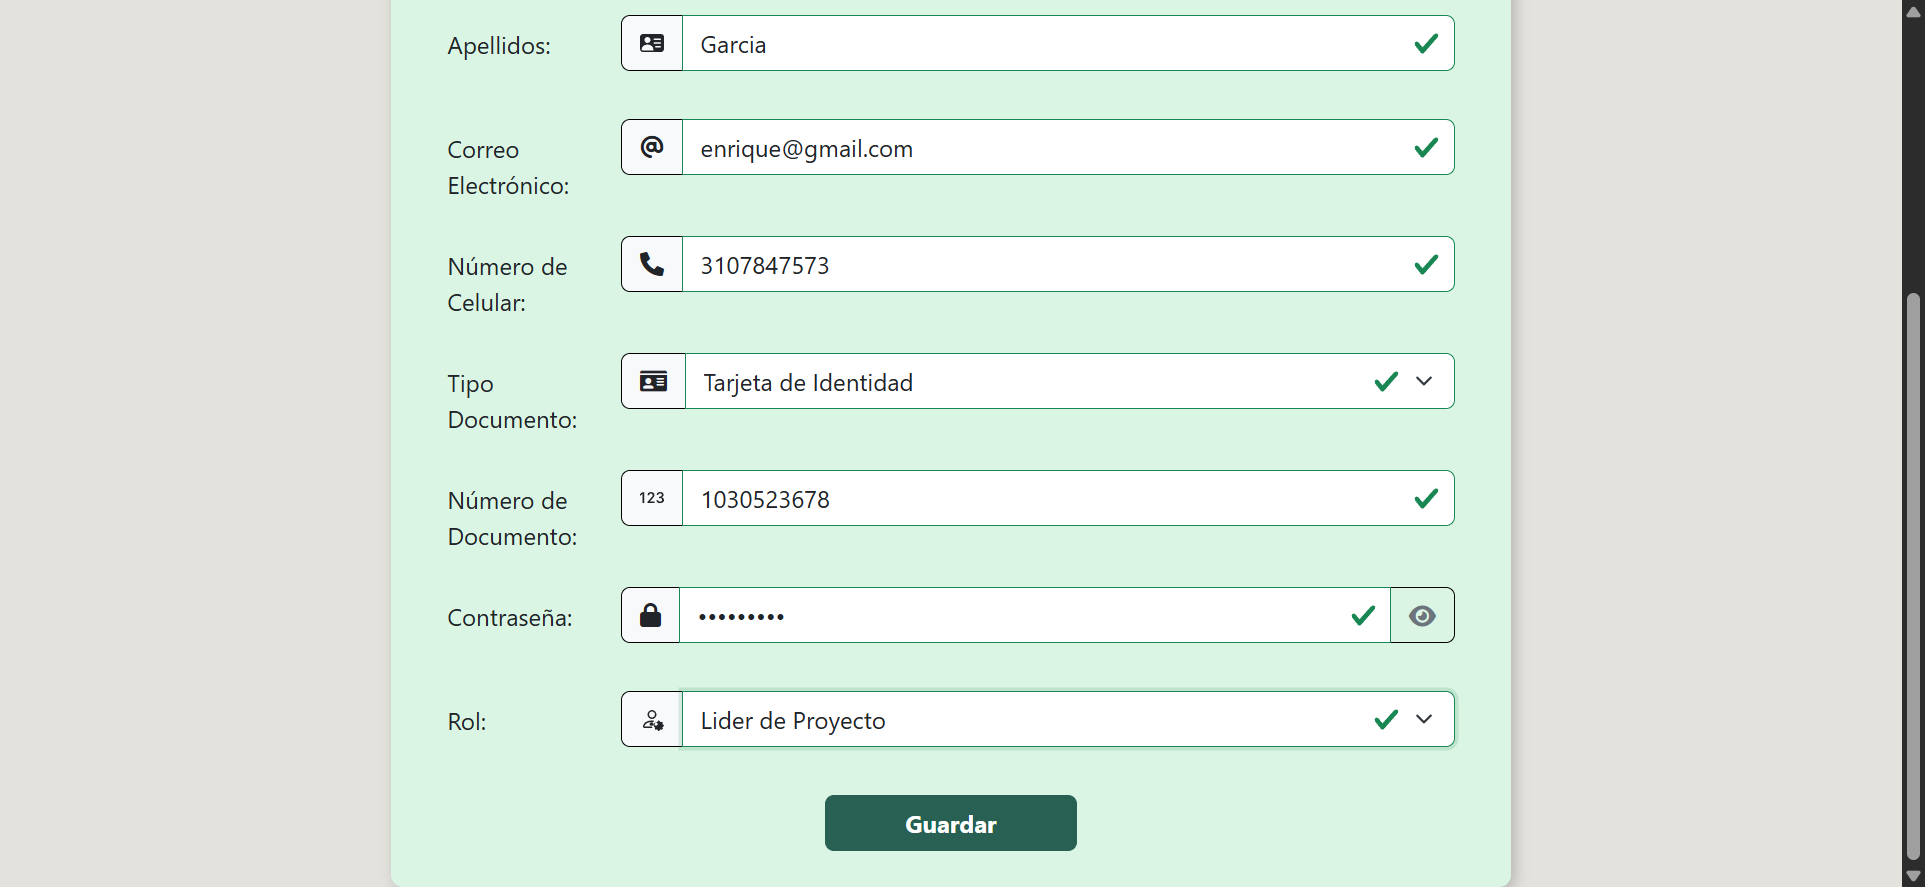 Apellidos:
Garcia
Correo
Electrónico:
enrique@gmail.com
Número de
Celular:
3107847573
Tipo
Documento:
Tarjeta de Identidad
Número de
Documento:
123
1030523678
Contraseña:
•••••••••
Rol:
Lider de Proyecto
Guardar